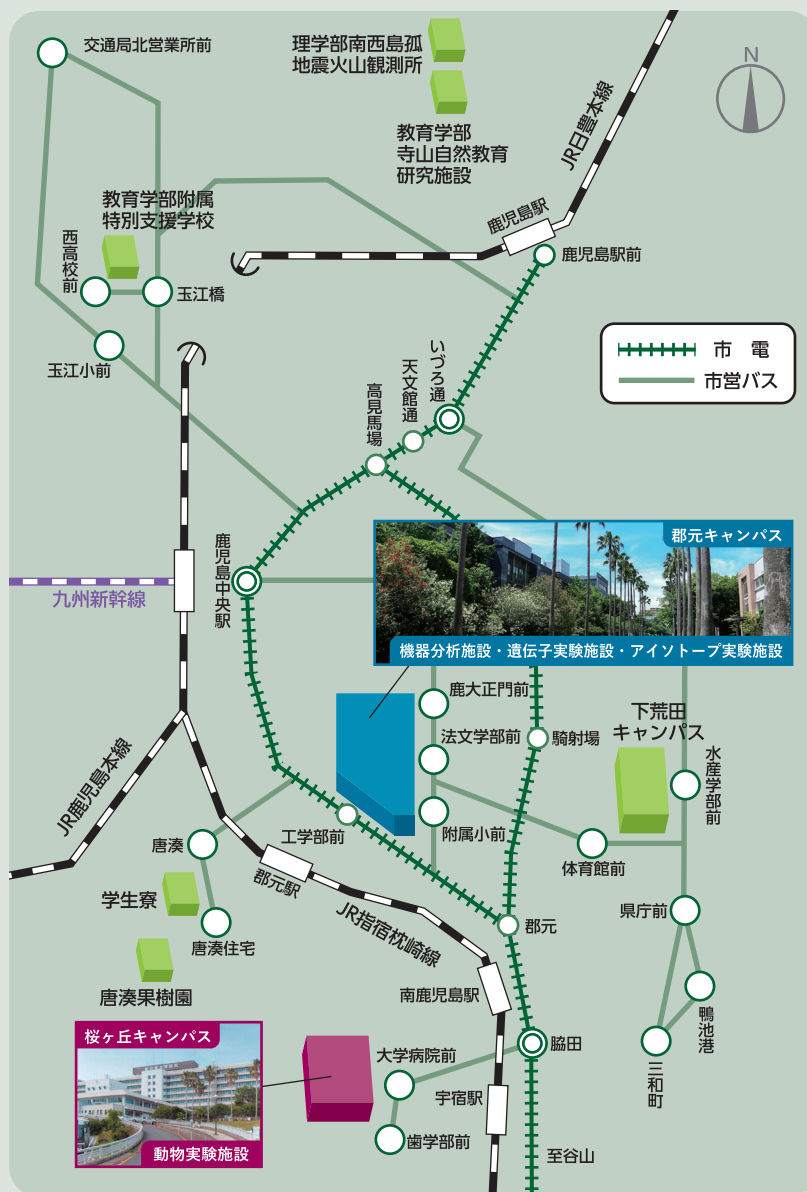 交通局北営業所前
理学部南西島孤
地震火山観測所
N
教育学部
寺山自然教育
研究施設
JR日豊本線
教育学部附属
特別支援学校
鹿児島駅
西高校前
鹿児島駅前
玉江橋
玉江小前
市 電
市営バス
いづろ通
天文館通
高見馬場
鹿児島中央駅
九州新幹線
郡元キャンパス
機器分析施設・遺伝子実験施設・アイソトープ実験施設
鹿大正門前
下荒田
キャンパス
法文学部前
騎射場
水産学部前
JR鹿児島本線
工学部前
附属小前
唐湊
体育館前
郡元駅
学生寮
県庁前
唐湊住宅
JR指宿枕崎線
郡元
唐湊果樹園
南鹿児島駅
鴨池港
桜ヶ丘キャンパス
大学病院前
脇田
三和町
宇宿駅
歯学部前
動物実験施設
至谷山